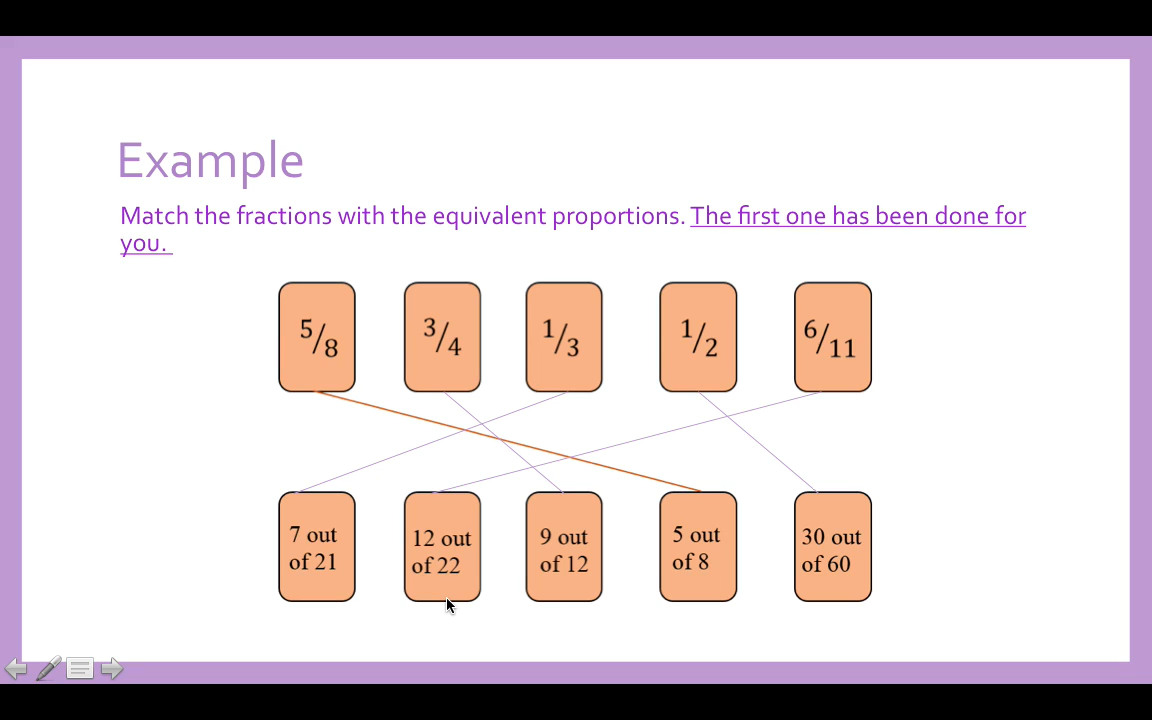 Example
Match the fractions with the equivalent proportions. The first one has been done for
you.
5/8 3/4 1/3 1/2 6/11
7 out 12 out 9 out 5 out 30 out
of 21 of 22 of 12 of 8 of 60